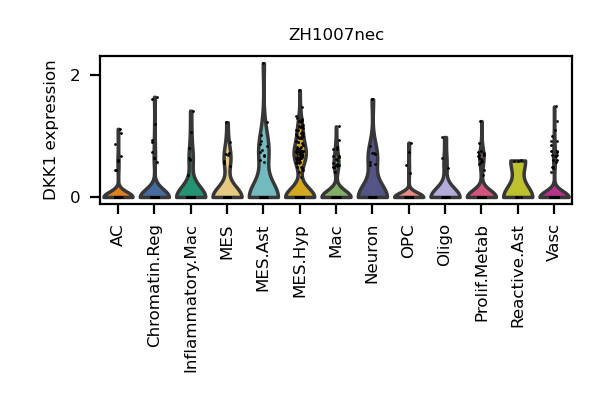 ZH1007nec
DKK1 expression
2
0
AC
Chromatin.Reg
Inflammatory.Mac
MES
MES.Ast
MES.Hyp
Mac
Neuron
OPC
Oligo
Prolif.Metab
Reactive.Ast
Vasc